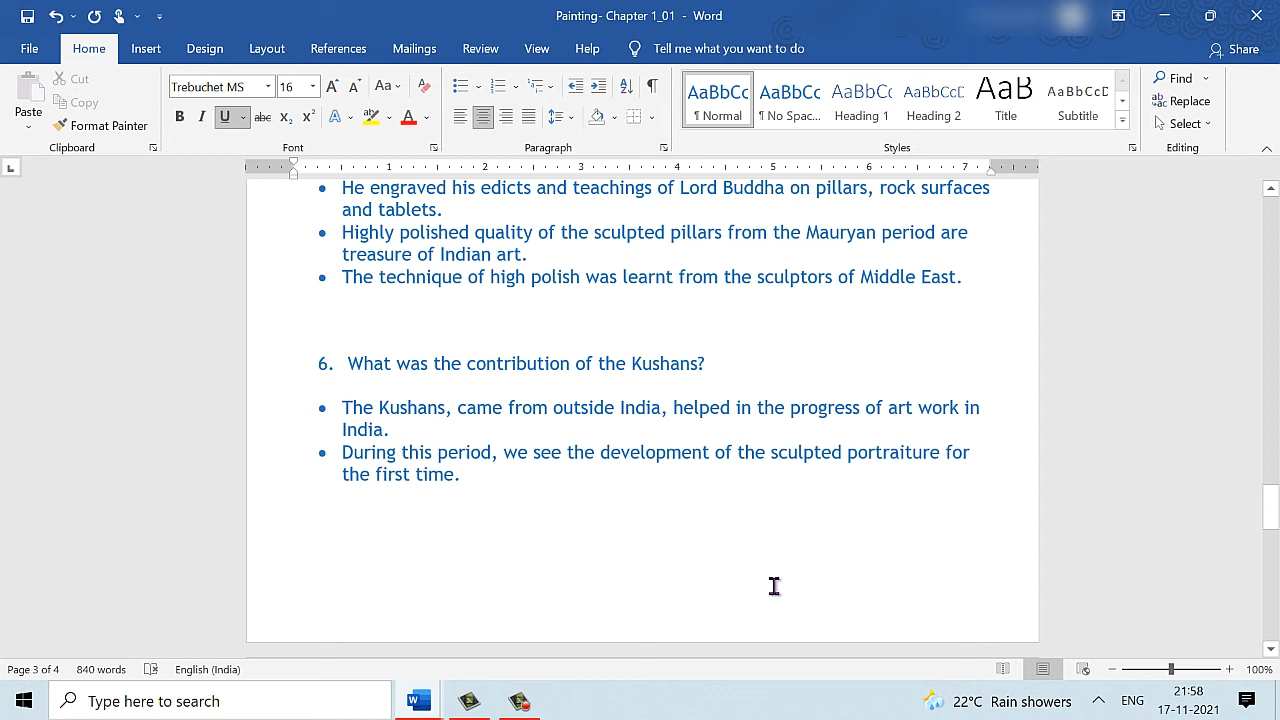 Painting- Chapter 1_01 - Word
File Home Insert Design Layout References Mailings Review View Help Tell me what you want to do Share
Paste
Cut
Copy
Format Painter
Clipboard
Trebuchet MS 16
Font
Paragraph
AaBbCc AaBbCc AaBbCc AaBbCcD AaB AaBbCcD
¶ Normal ¶ No Spac... Heading 1 Heading 2 Title Subtitle
Styles
Find
Replace
Select
Editing
1 2 3 4 5 6 7
• He engraved his edicts and teachings of Lord Buddha on pillars, rock surfaces
and tablets.
• Highly polished quality of the sculpted pillars from the Mauryan period are
treasure of Indian art.
• The technique of high polish was learnt from the sculptors of Middle East.
6. What was the contribution of the Kushans?
• The Kushans, came from outside India, helped in the progress of art work in
India.
• During this period, we see the development of the sculpted portraiture for
the first time.
Page 3 of 4 840 words English (India) 100%
Type here to search
22°C Rain showers ENG
21:58
17-11-2021